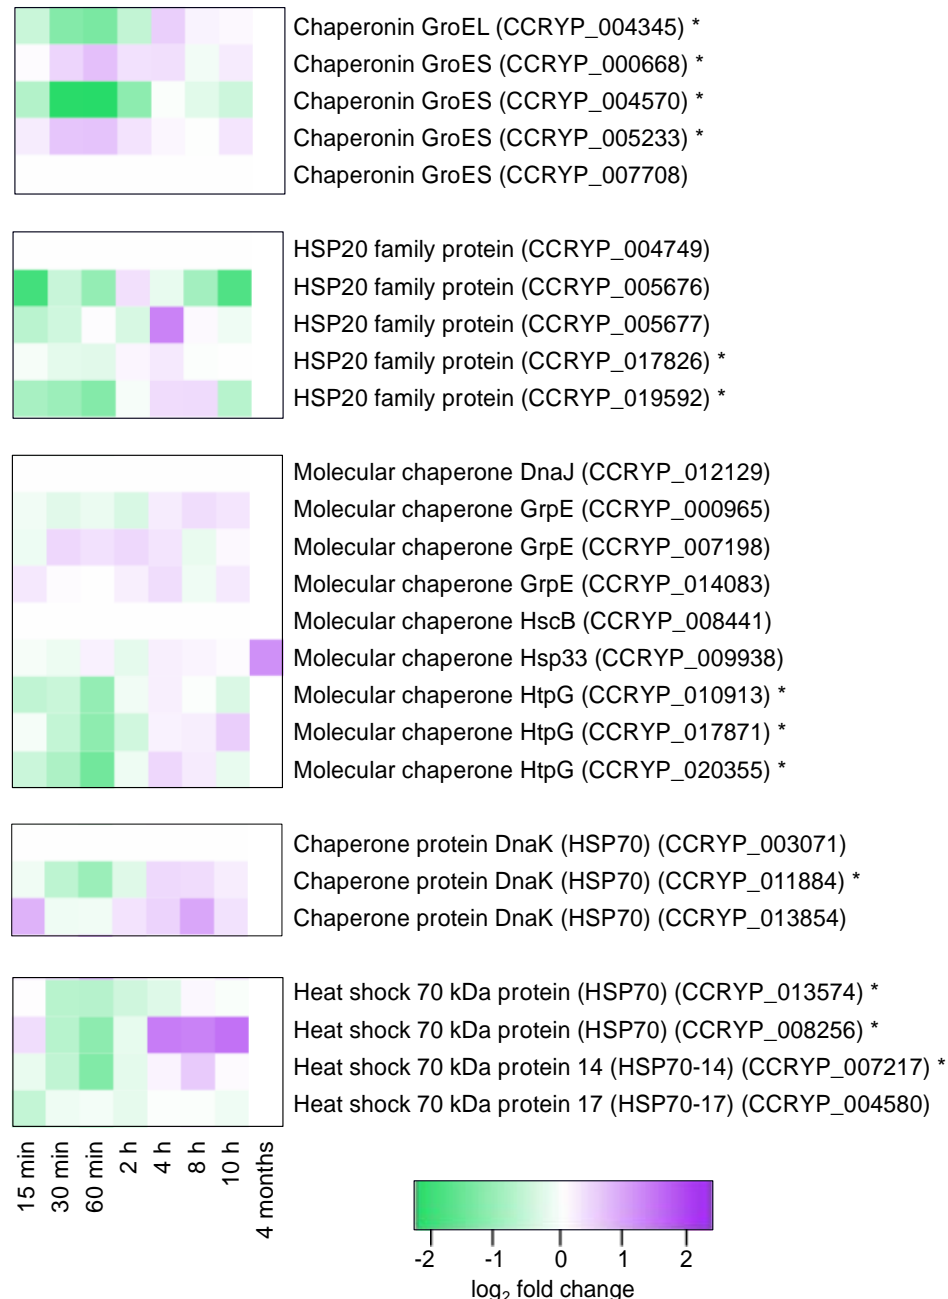 Chaperonin GroEL (CCRYP_004345) *
Chaperonin GroES (CCRYP_000668) *
Chaperonin GroES (CCRYP_004570) *
Chaperonin GroES (CCRYP_005233) *
Chaperonin GroES (CCRYP_007708)
HSP20 family protein (CCRYP_004749)
HSP20 family protein (CCRYP_005676)
HSP20 family protein (CCRYP_005677)
HSP20 family protein (CCRYP_017826) *
HSP20 family protein (CCRYP_019592) *
Molecular chaperone DnaJ (CCRYP_012129)
Molecular chaperone GrpE (CCRYP_000965)
Molecular chaperone GrpE (CCRYP_007198)
Molecular chaperone GrpE (CCRYP_014083)
Molecular chaperone HscB (CCRYP_008441)
Molecular chaperone Hsp33 (CCRYP_009938)
Molecular chaperone HtpG (CCRYP_010913) *
Molecular chaperone HtpG (CCRYP_017871) *
Molecular chaperone HtpG (CCRYP_020355) *
Chaperone protein DnaK (HSP70) (CCRYP_003071)
Chaperone protein DnaK (HSP70) (CCRYP_011884) *
Chaperone protein DnaK (HSP70) (CCRYP_013854)
Heat shock 70 kDa protein (HSP70) (CCRYP_013574) *
Heat shock 70 kDa protein (HSP70) (CCRYP_008256) *
Heat shock 70 kDa protein 14 (HSP70-14) (CCRYP_007217) *
Heat shock 70 kDa protein 17 (HSP70-17) (CCRYP_004580)
15 min
30 min
60 min
2 h
4 h
8 h
10 h
4 months
-2 -1 0 1 2
log₂ fold change